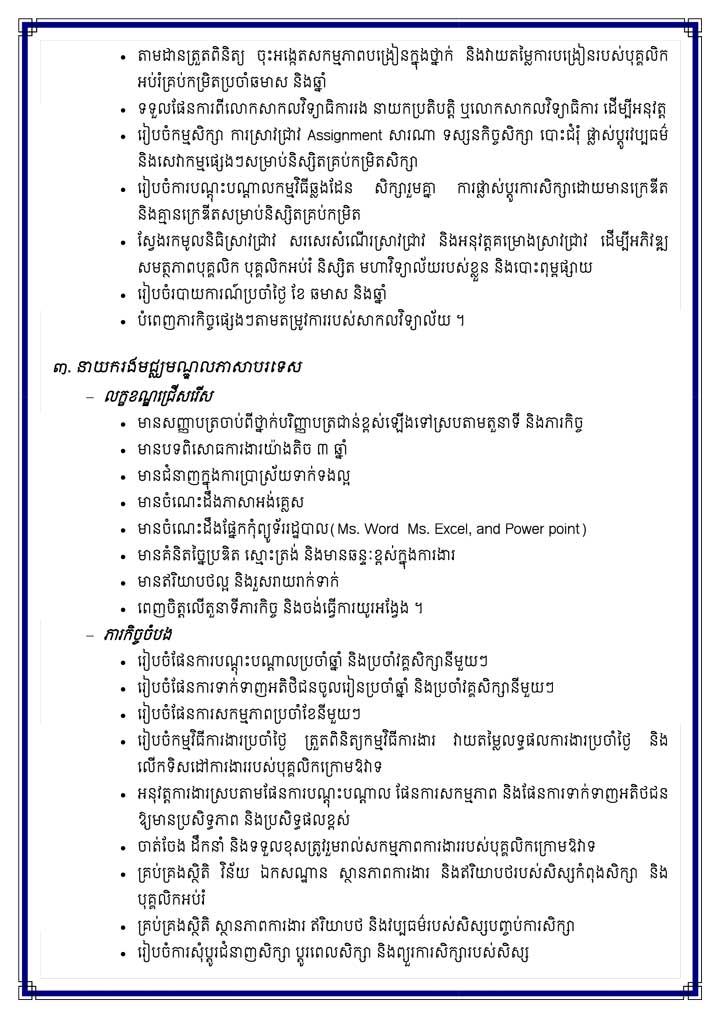 • តាមដានត្រួតពិនិត្យ ចុះអង្កេតសកម្មភាពបង្រៀនក្នុងថ្នាក់ និងវាយតម្លៃការបង្រៀនរបស់បុគ្គលិក
អប់រំគ្រប់កម្រិតប្រចាំឆមាស និងឆ្នាំ
• ទទួលផែនការពីលោកសាកលវិទ្យាធិការរង នាយកប្រតិបត្តិ ឬលោកសាកលវិទ្យាធិការ ដើម្បីអនុវត្ត
• រៀបចំកម្មសិក្សា ការស្រាវជ្រាវ Assignment សារណា ទស្សនកិច្ចសិក្សា បោះជំរុំ ផ្លាស់ប្តូរវប្បធម៌
និងសេវាកម្មផ្សេងៗសម្រាប់និស្សិតគ្រប់កម្រិតសិក្សា
• រៀបចំការបណ្តុះបណ្តាលកម្មវិធីឆ្លងដែន សិក្សារួមគ្នា ការផ្លាស់ប្តូរការសិក្សាដោយមានក្រេឌីត
និងគ្មានក្រេឌីតសម្រាប់និស្សិតគ្រប់កម្រិត
• ស្វែងរកមូលនិធិស្រាវជ្រាវ សរសេរសំណើរស្រាវជ្រាវ និងអនុវត្តគម្រោងស្រាវជ្រាវ ដើម្បីអភិវឌ្ឍ
សមត្ថភាពបុគ្គលិក បុគ្គលិកអប់រំ និស្សិត មហាវិទ្យាល័យរបស់ខ្លួន និងបោះពុម្ពផ្សាយ
• រៀបចំរបាយការណ៍ប្រចាំថ្ងៃ ខែ ឆមាស និងឆ្នាំ
• បំពេញភារកិច្ចផ្សេងៗតាមតម្រូវការរបស់សាកលវិទ្យាល័យ ។
៣. នាយករងមជ្ឈមណ្ឌលភាសាបរទេស
– លក្ខខណ្ឌជ្រើសរើស
• មានសញ្ញាបត្រចាប់ពីថ្នាក់បរិញ្ញាបត្រជាន់ខ្ពស់ឡើងទៅស្របតាមតួនាទី និងភារកិច្ច
• មានបទពិសោធការងារយ៉ាងតិច ៣ ឆ្នាំ
• មានជំនាញក្នុងការប្រាស្រ័យទាក់ទងល្អ
• មានចំណេះដឹងភាសាអង់គ្លេស
• មានចំណេះដឹងផ្នែកកុំព្យូទ័ររដ្ឋបាល( Ms. Word Ms. Excel, and Power point )
• មានគំនិតច្នៃប្រឌិត ស្មោះត្រង់ និងមានឆន្ទៈខ្ពស់ក្នុងការងារ
• មានឥរិយាបថល្អ និងរួសរាយរាក់ទាក់
• ពេញចិត្តលើតួនាទីភារកិច្ច និងចង់ធ្វើការយូរអង្វែង ។
– ភារកិច្ចចំបង
• រៀបចំផែនការបណ្តុះបណ្តាលប្រចាំឆ្នាំ និងប្រចាំវគ្គសិក្សានីមួយៗ
• រៀបចំផែនការទាក់ទាញអតិថិជនចូលរៀនប្រចាំឆ្នាំ និងប្រចាំវគ្គសិក្សានីមួយៗ
• រៀបចំផែនការសកម្មភាពប្រចាំខែនីមួយៗ
• រៀបចំកម្មវិធីការងារប្រចាំថ្ងៃ ត្រួតពិនិត្យកម្មវិធីការងារ វាយតម្លៃលទ្ធផលការងារប្រចាំថ្ងៃ និង
លើកទិសដៅការងាររបស់បុគ្គលិកក្រោមឱវាទ
• អនុវត្តការងារស្របតាមផែនការបណ្តុះបណ្តាល ផែនការសកម្មភាព និងផែនការទាក់ទាញអតិថជន
ឱ្យមានប្រសិទ្ធភាព និងប្រសិទ្ធផលខ្ពស់
• ចាត់ចែង ដឹកនាំ និងទទួលខុសត្រូវរួមរាល់សកម្មភាពការងាររបស់បុគ្គលិកក្រោមឱវាទ
• គ្រប់គ្រងស្ថិតិ វិន័យ ឯកសណ្ឋាន ស្ថានភាពការងារ និងឥរិយាបថរបស់សិស្សកំពុងសិក្សា និង
បុគ្គលិកអប់រំ
• គ្រប់គ្រងស្ថិតិ ស្ថានភាពការងារ ឥរិយាបថ និងវប្បធម៌របស់សិស្សបញ្ចប់ការសិក្សា
• រៀបចំការសុំប្តូរជំនាញសិក្សា ប្តូរពេលសិក្សា និងព្យួរការសិក្សារបស់សិស្ស